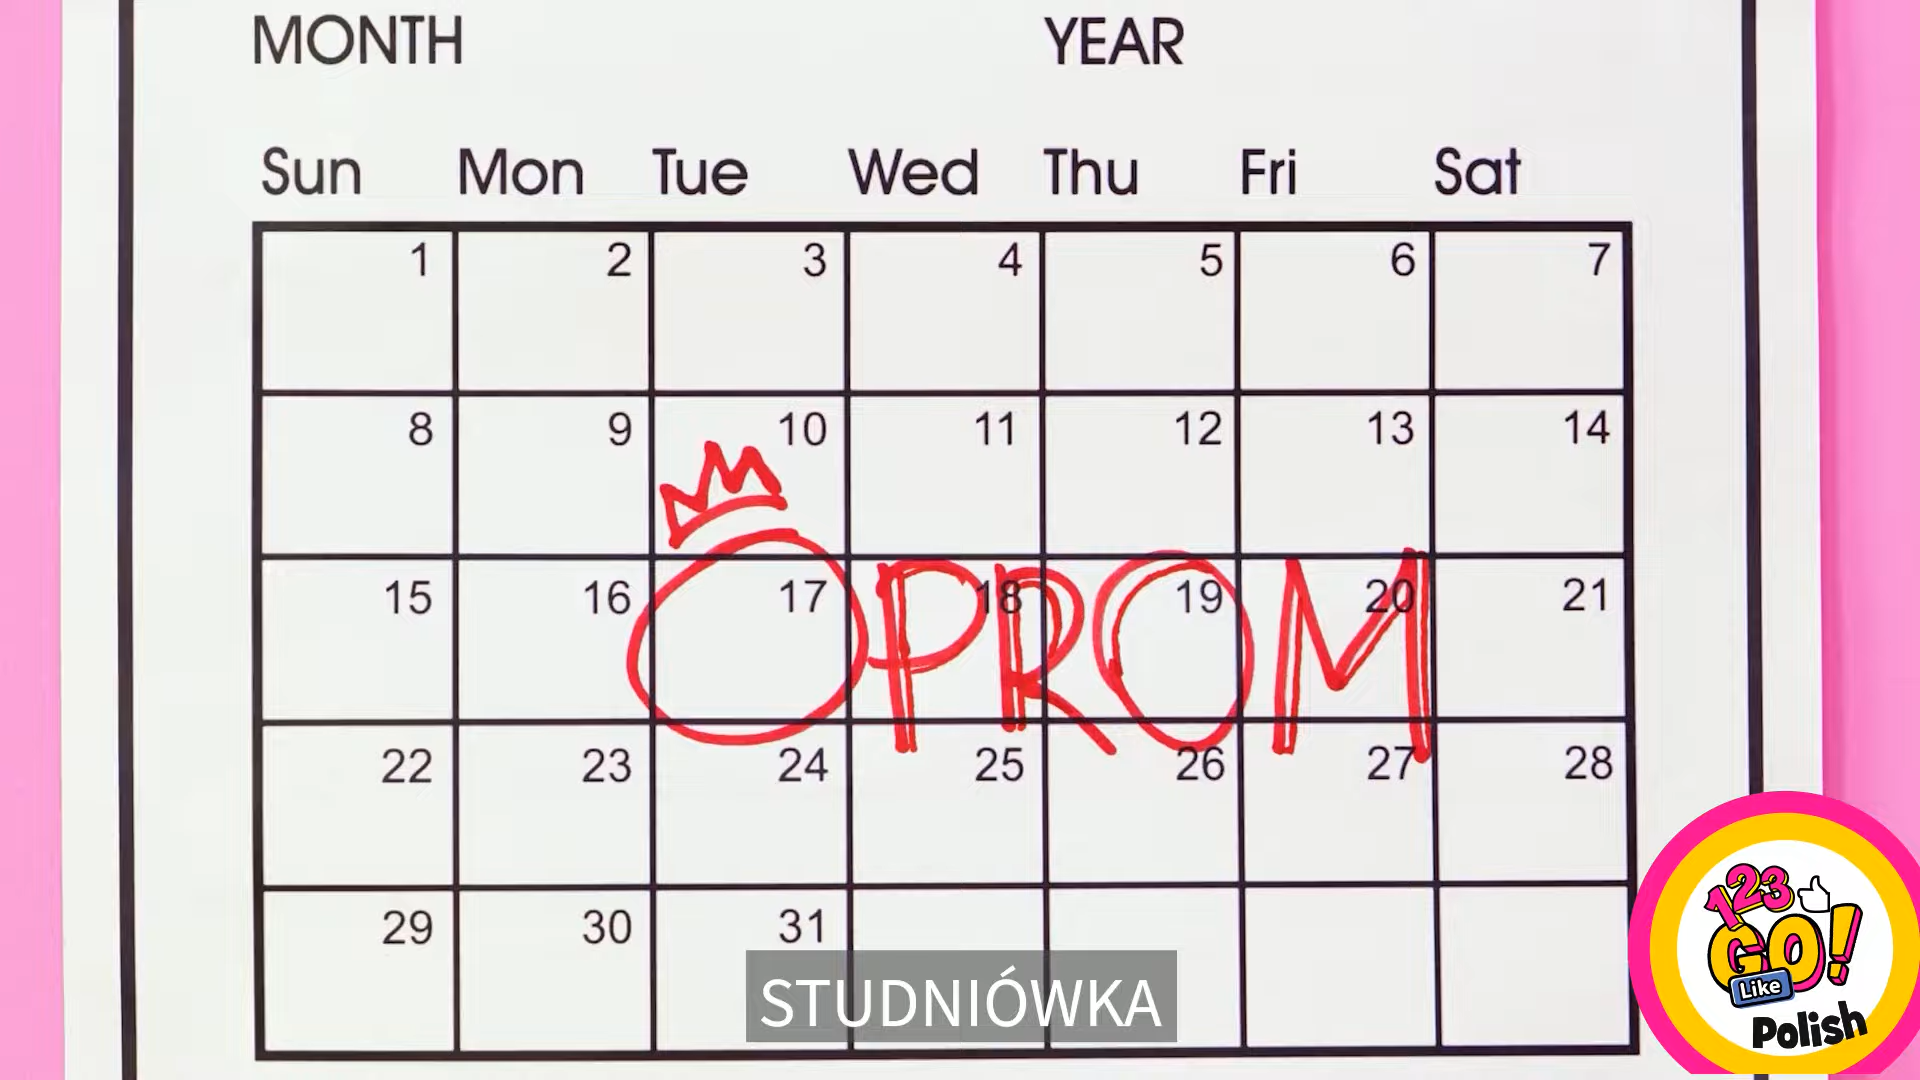 MONTH YEAR
Sun Mon Tue Wed Thu Fri Sat
1 2 3 4 5 6 7
8 9 10 11 12 13 14
15 16 17 18 19 20 21
PROM
22 23 24 25 26 27 28
29 30 31
STUDNIÓWKA
123
GO!
Like
Polish